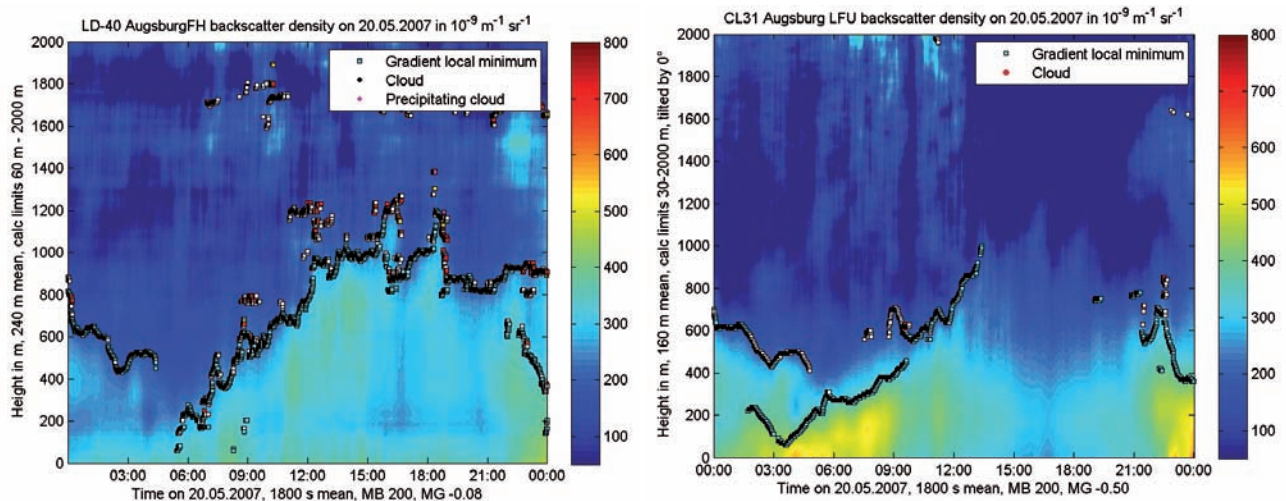 LD-40 AugsburgFH backscatter density on 20.05.2007 in 10⁻⁹ m⁻¹ sr⁻¹
Height in m, 240 m mean, calc limits 60 m - 2000 m
2000
1800
1600
1400
1200
1000
800
600
400
200
0
Gradient local minimum
Cloud
Precipitating cloud
03:00 06:00 09:00 12:00 15:00 18:00 21:00 00:00
Time on 20.05.2007, 1800 s mean, MB 200, MG -0.08
800
700
600
500
400
300
200
100
CL31 Augsburg LFU backscatter density on 20.05.2007 in 10⁻⁹ m⁻¹ sr⁻¹
Height in m, 160 m mean, calc limits 30-2000 m, tilted by 0°
2000
1800
1600
1400
1200
1000
800
600
400
200
0
Gradient local minimum
Cloud
00:00 03:00 06:00 09:00 12:00 15:00 18:00 21:00 00:00
Time on 20.05.2007, 1800 s mean, MB 200, MG -0.50
800
700
600
500
400
300
200
100